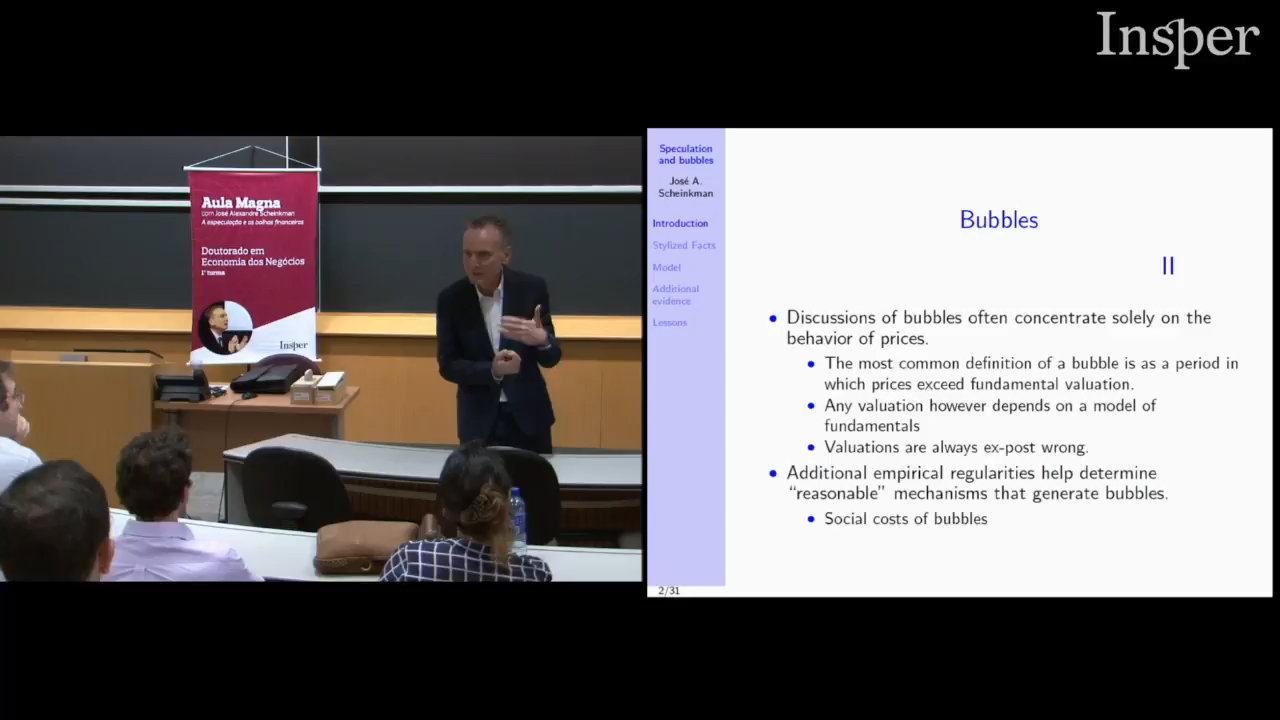 Insper
Aula Magna
com José Alexandre Scheinkman
A especulação e as bolhas financeiras
Doutorado em
Economia dos Negócios
1ª turma
Insper
Speculation
and bubbles
José A.
Scheinkman
Introduction
Stylized Facts
Model
Additional
evidence
Lessons
2/31
Bubbles
II
• Discussions of bubbles often concentrate solely on the
behavior of prices.
• The most common definition of a bubble is as a period in
which prices exceed fundamental valuation.
• Any valuation however depends on a model of
fundamentals
• Valuations are always ex-post wrong.
• Additional empirical regularities help determine
“reasonable” mechanisms that generate bubbles.
• Social costs of bubbles